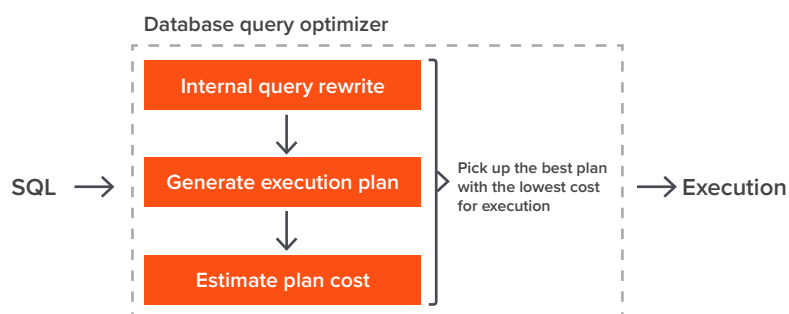 Database query optimizer
Internal query rewrite
SQL
Generate execution plan
Pick up the best plan
with the lowest cost
for execution
Execution
Estimate plan cost